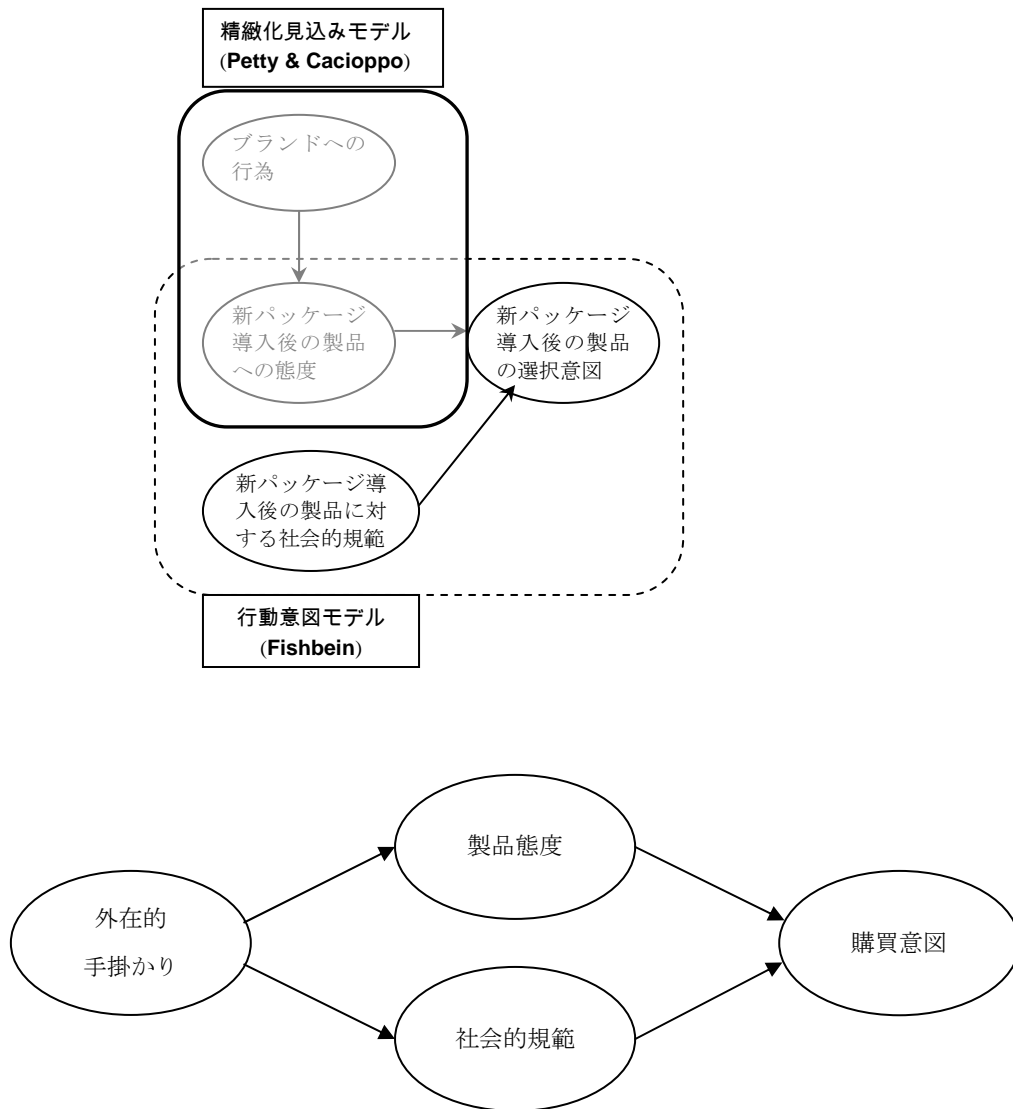 精緻化見込みモデル
(Petty & Cacioppo)
ブランドへの
行為
新パッケージ
導入後の製品
への態度
新パッケージ
導入後の製品
の選択意図
新パッケージ導
入後の製品に対
する社会的規範
行動意図モデル
(Fishbein)
製品態度
外在的
手掛かり
購買意図
社会的規範